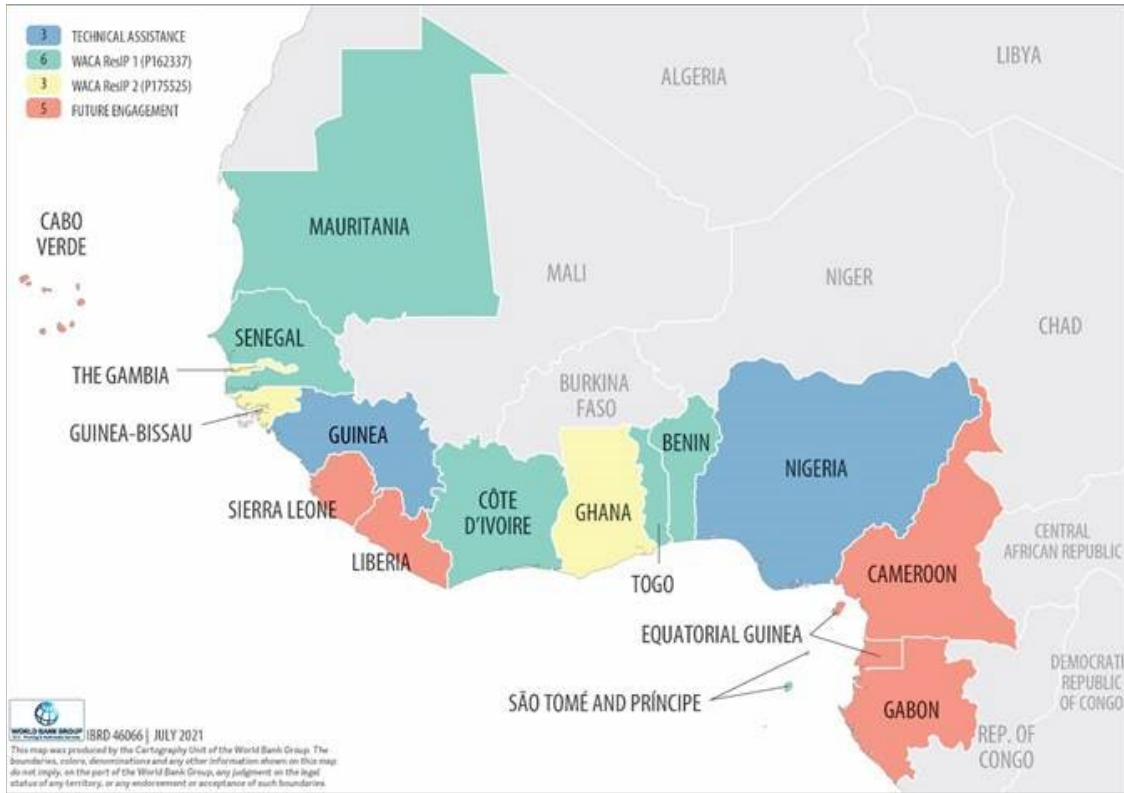 3 TECHNICAL ASSISTANCE
6 WACA ResIP 1 (P162337)
3 WACA ResIP 2 (P175525)
5 FUTURE ENGAGEMENT
ALGERIA
LIBYA
CABO
VERDE
MAURITANIA
MALI
NIGER
CHAD
SENEGAL
THE GAMBIA
BURKINA
FASO
GUINEA-BISSAU
GUINEA
BENIN
NIGERIA
SIERRA LEONE
CÔTE
D'IVOIRE
GHANA
LIBERIA
CENTRAL
AFRICAN REPUBLIC
TOGO
CAMEROON
EQUATORIAL GUINEA
SÃO TOMÉ AND PRÍNCIPE
GABON
DEMOCRATI
REPUBLIC
OF CONGO
REP. OF
CONGO
WORLD BANK GROUP
IBRD 46066 | JULY 2021
This map was produced by the Cartography Unit of the World Bank Group. The
boundaries, colors, denominations and any other information shown on this map
do not imply, on the part of the World Bank Group, any judgment on the legal
status of any territory, or any endorsement or acceptance of such boundaries.